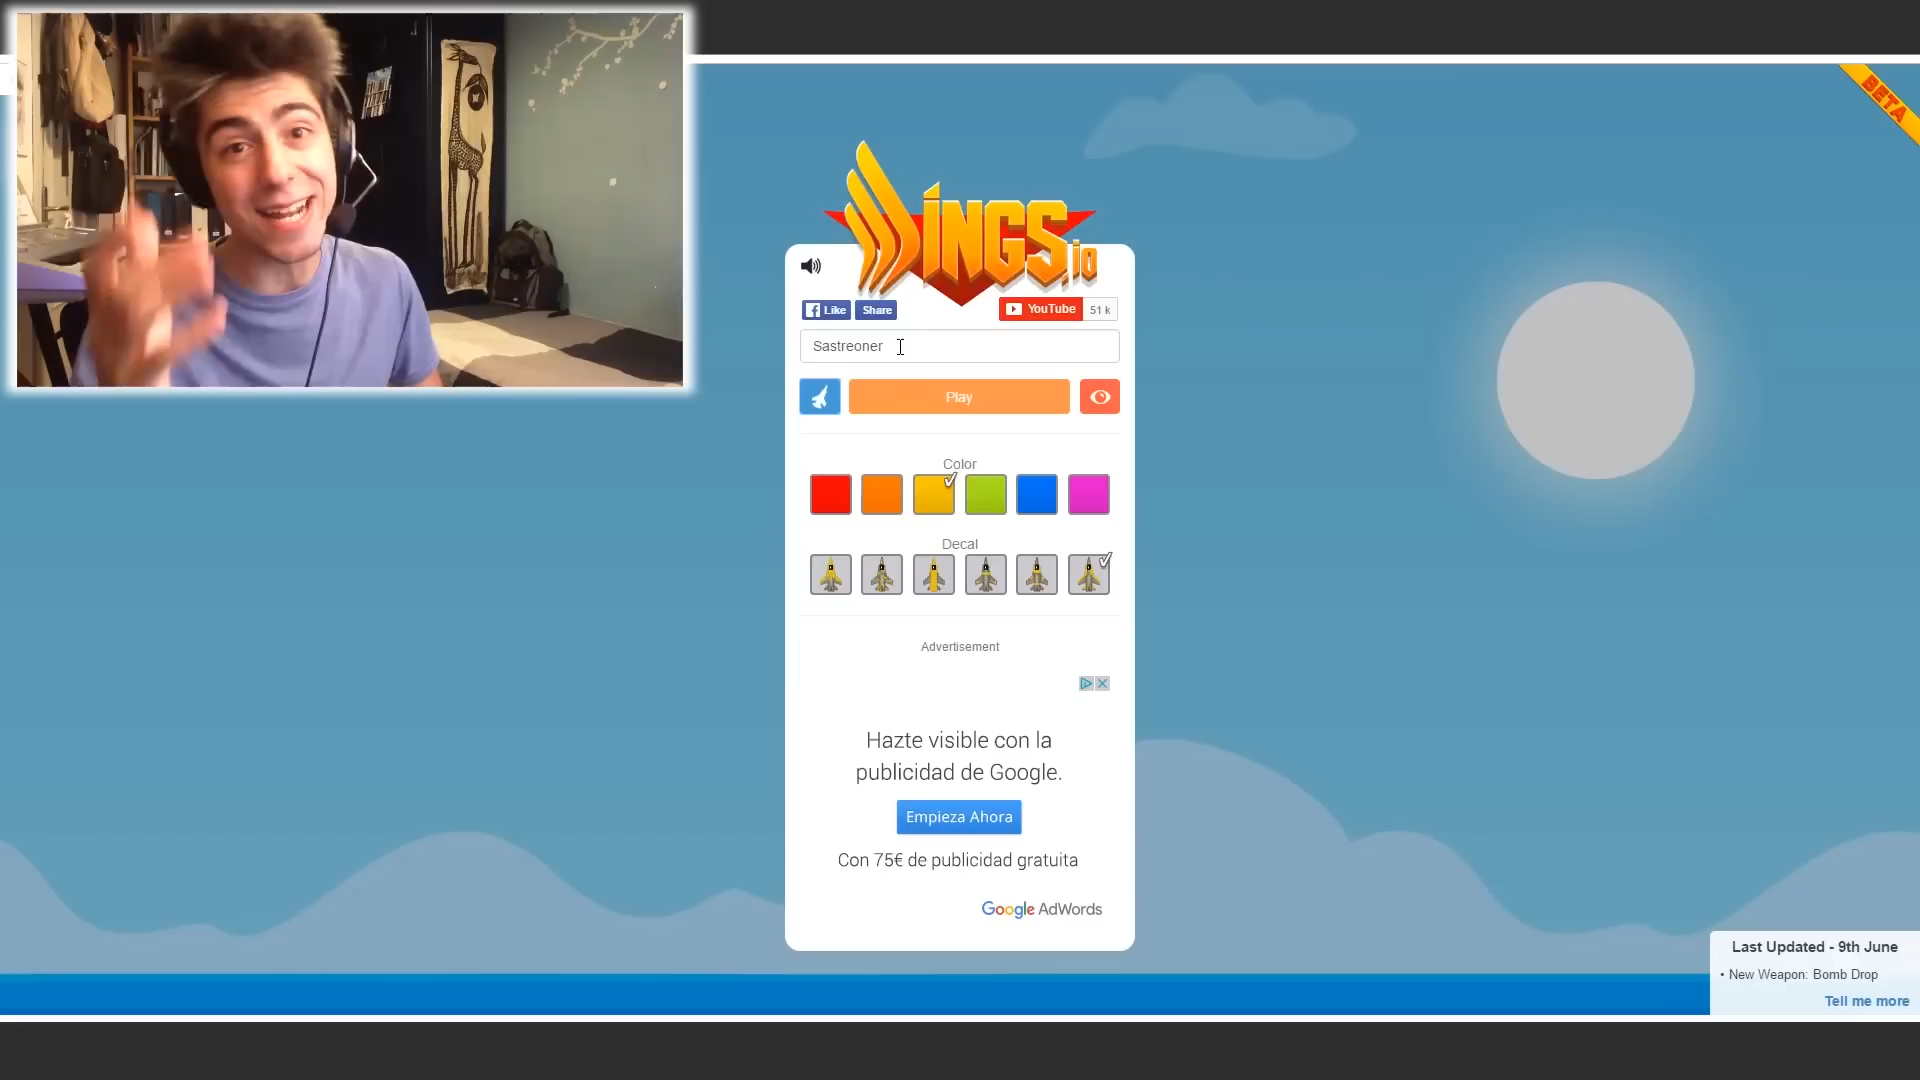 BETA
WINGS.io
Like
Share
YouTube
51 k
Sastreoner
Play
Color
Decal
Advertisement
Hazte visible con la
publicidad de Google.
Empieza Ahora
Con 75€ de publicidad gratuita
Google AdWords
Last Updated - 9th June
• New Weapon: Bomb Drop
Tell me more